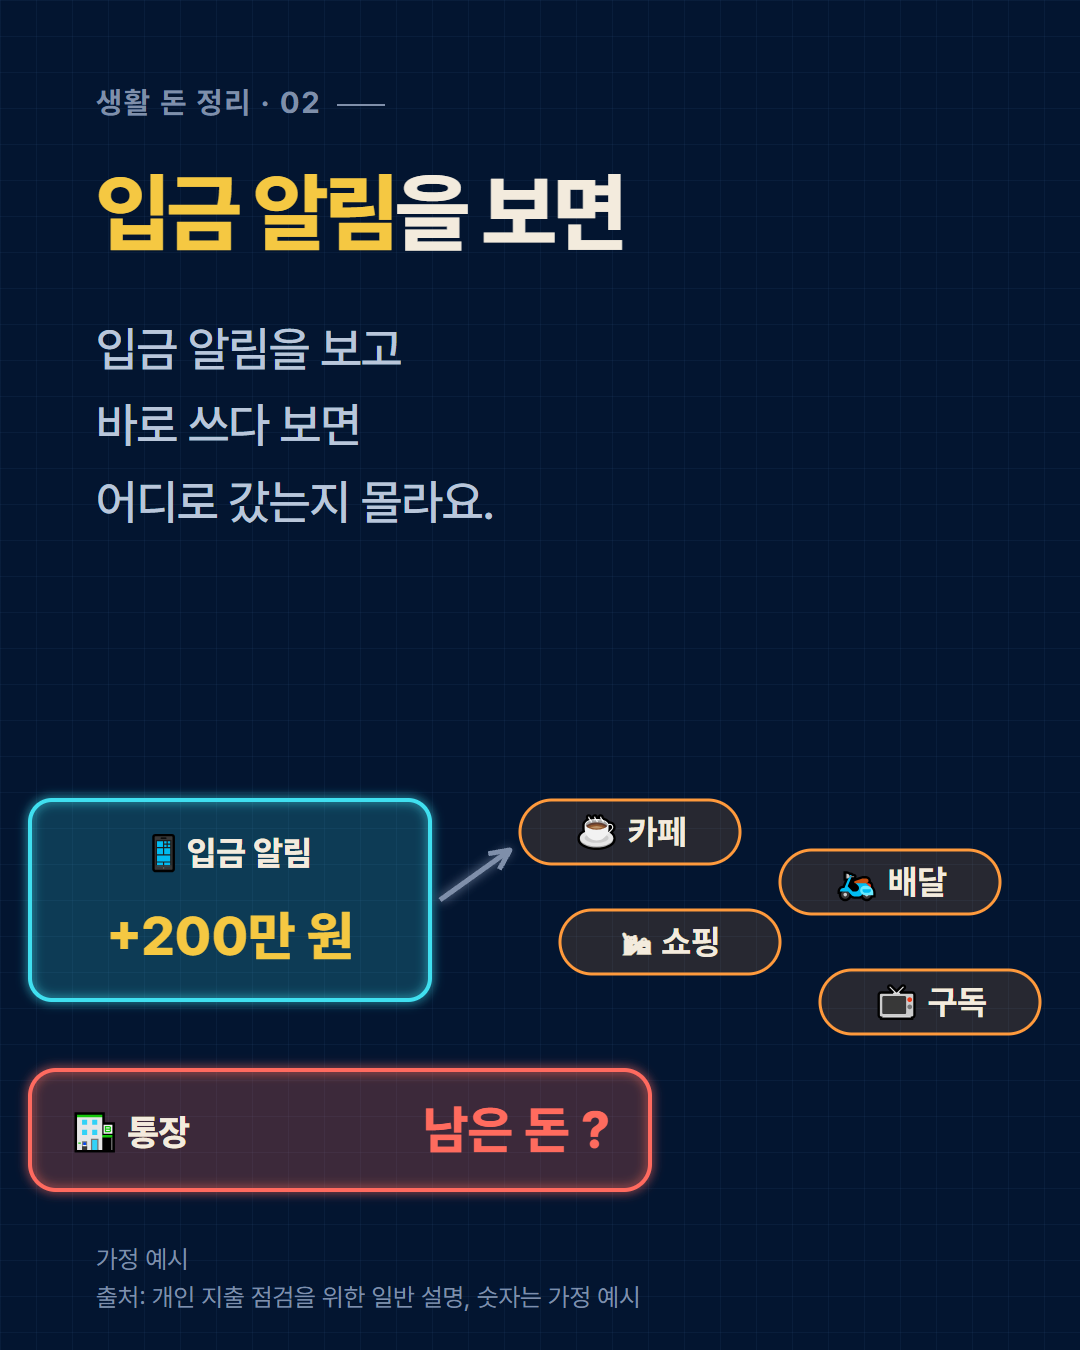 생활 돈 정리 · 02
입금 알림을 보면
입금 알림을 보고
바로 쓰다 보면
어디로 갔는지 몰라요.
입금 알림
+200만 원
카페
배달
쇼핑
구독
통장
남은 돈 ?
가정 예시
출처: 개인 지출 점검을 위한 일반 설명, 숫자는 가정 예시